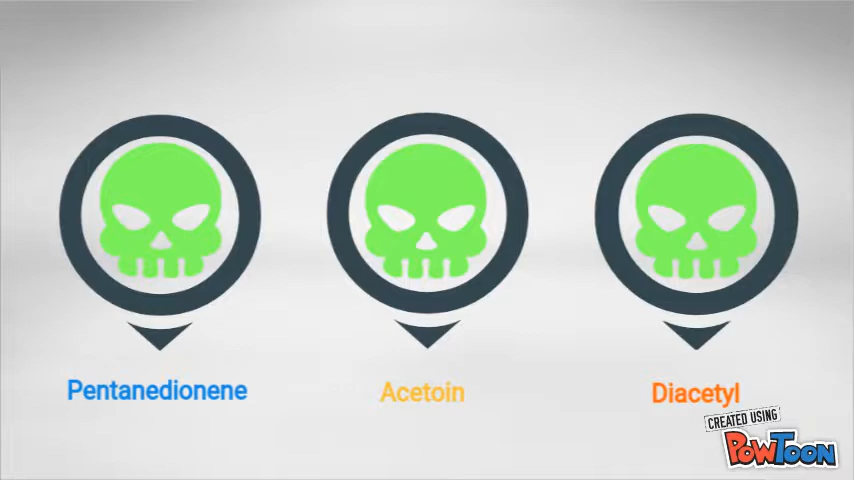 Pentanedionene
Acetoin
Diacetyl
CREATED USING
POWTOON